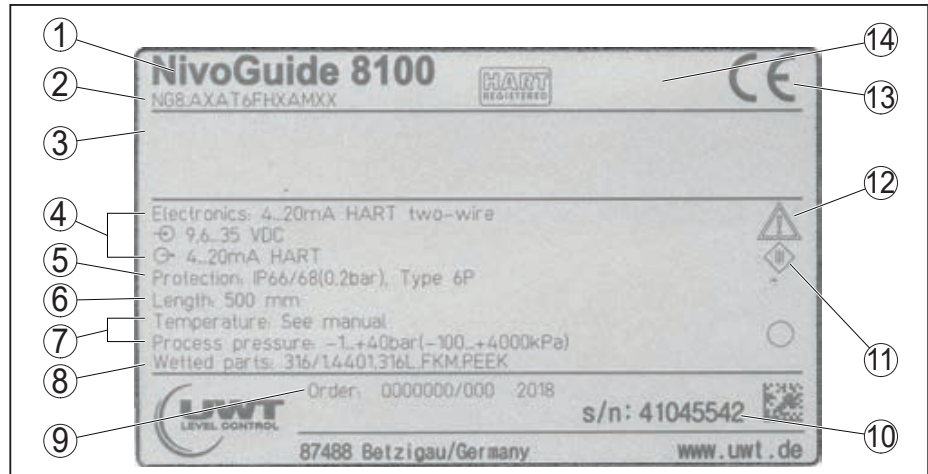 1
NivoGuide 8100
HART
REGISTERED
14
CE
13
2
NG8.AXAT6FHXAMXX
3
12
4
Electronics: 4...20mA HART two-wire
9,6...35 VDC
4...20mA HART
5
Protection: IP66/68(0.2bar), Type 6P
6
Length: 500 mm
7
Temperature: See manual
Process pressure: -1...+40bar(-100...+4000kPa)
11
8
Wetted parts: 316/1.4401,316L,FKM,PEEK
9
Order: 0000000/000 2018
UWT
LEVEL CONTROL
s/n: 41045542
10
87488 Betzigau/Germany
www.uwt.de